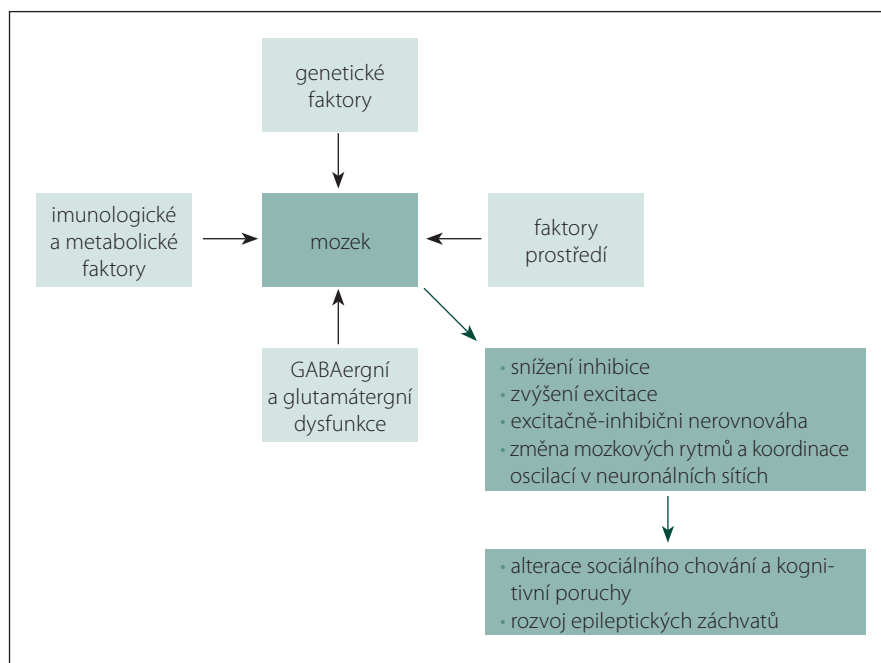 genetické
faktory
imunologické
a metabolické
faktory
mozek
faktory
prostředí
GABAergní
a glutamátergní
dysfunkce
• snížení inhibice
• zvýšení excitace
• excitačně-inhibični nerovnováha
• změna mozkových rytmů a koordinace
oscilací v neuronálních sítích
• alterace sociálního chování a kogni-
tivní poruchy
• rozvoj epileptických záchvatů